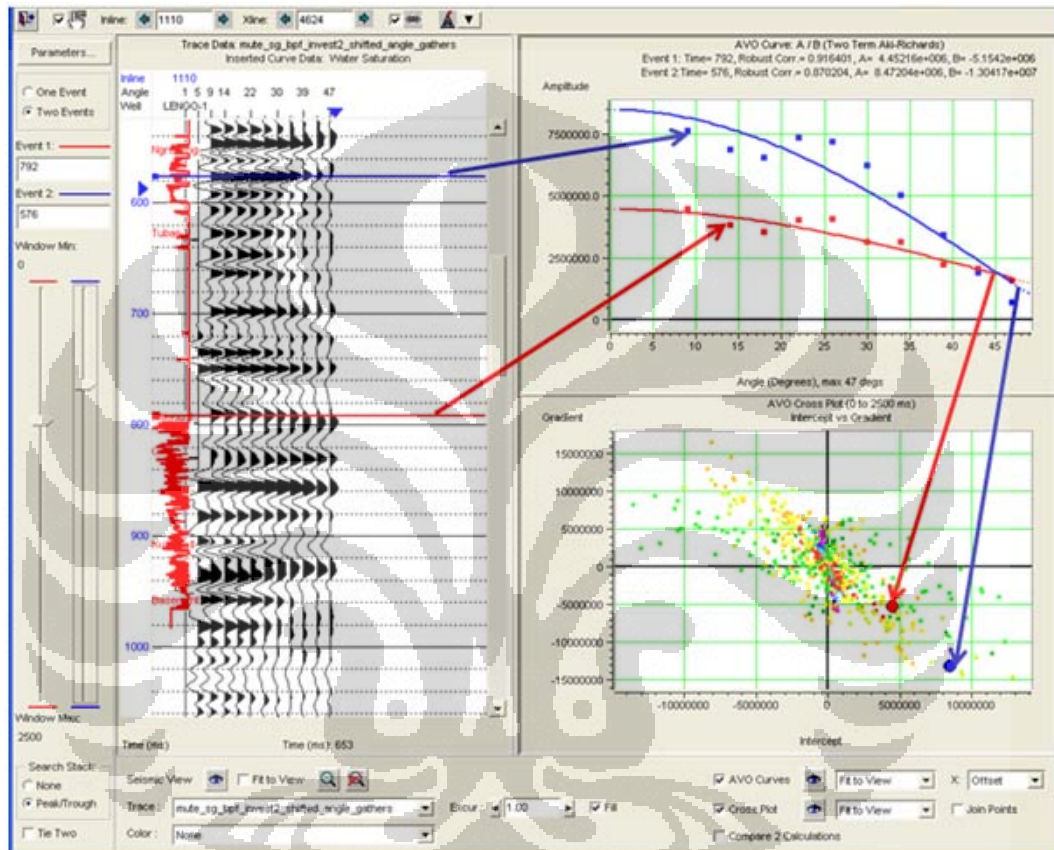 Inline: 1110 Xline: 4624
Parameters...
One Event
Two Events
Event 1:
792
Event 2:
576
Window Min:
0
Window Max:
2500
Search Stack:
None
Peak/Trough
Tie Two
Trace Data: mute_sg_bpf_invest2_shifted_angle_gathers
Inserted Curve Data: Water Saturation
Inline 1110
Angle 1 5 9 14 22 30 39 47
Well LENGO-1
600
700
800
900
1000
Time (ms)
Time (ms): 653
AVO Curve: A / B (Two Term Aki-Richards)
Event 1: Time= 792, Robust Corr.= 0.916401, A= 4.45216e+006, B= -5.1542e+006
Event 2:Time= 576, Robust Corr.= 0.870204, A= 8.47204e+006, B= -1.30417e+007
Amplitude
7500000.0
5000000.0
2500000.0
0
0 5 10 15 20 25 30 35 40 45
Angle (Degrees), max 47 degs
AVO Cross Plot (0 to 2500 ms)
Gradient
Intercept vs Gradient
15000000
10000000
5000000
0
-5000000
-10000000
-15000000
-10000000 -5000000 0 5000000 10000000
Intercept
Seismic View Fit to View
Trace : mute_sg_bpf_invest2_shifted_angle_gathers Excur : 1.00 Fill
Color : None
AVO Curves Fit to View X: Offset
Cross Plot Fit to View Join Points
Compare 2 Calculations